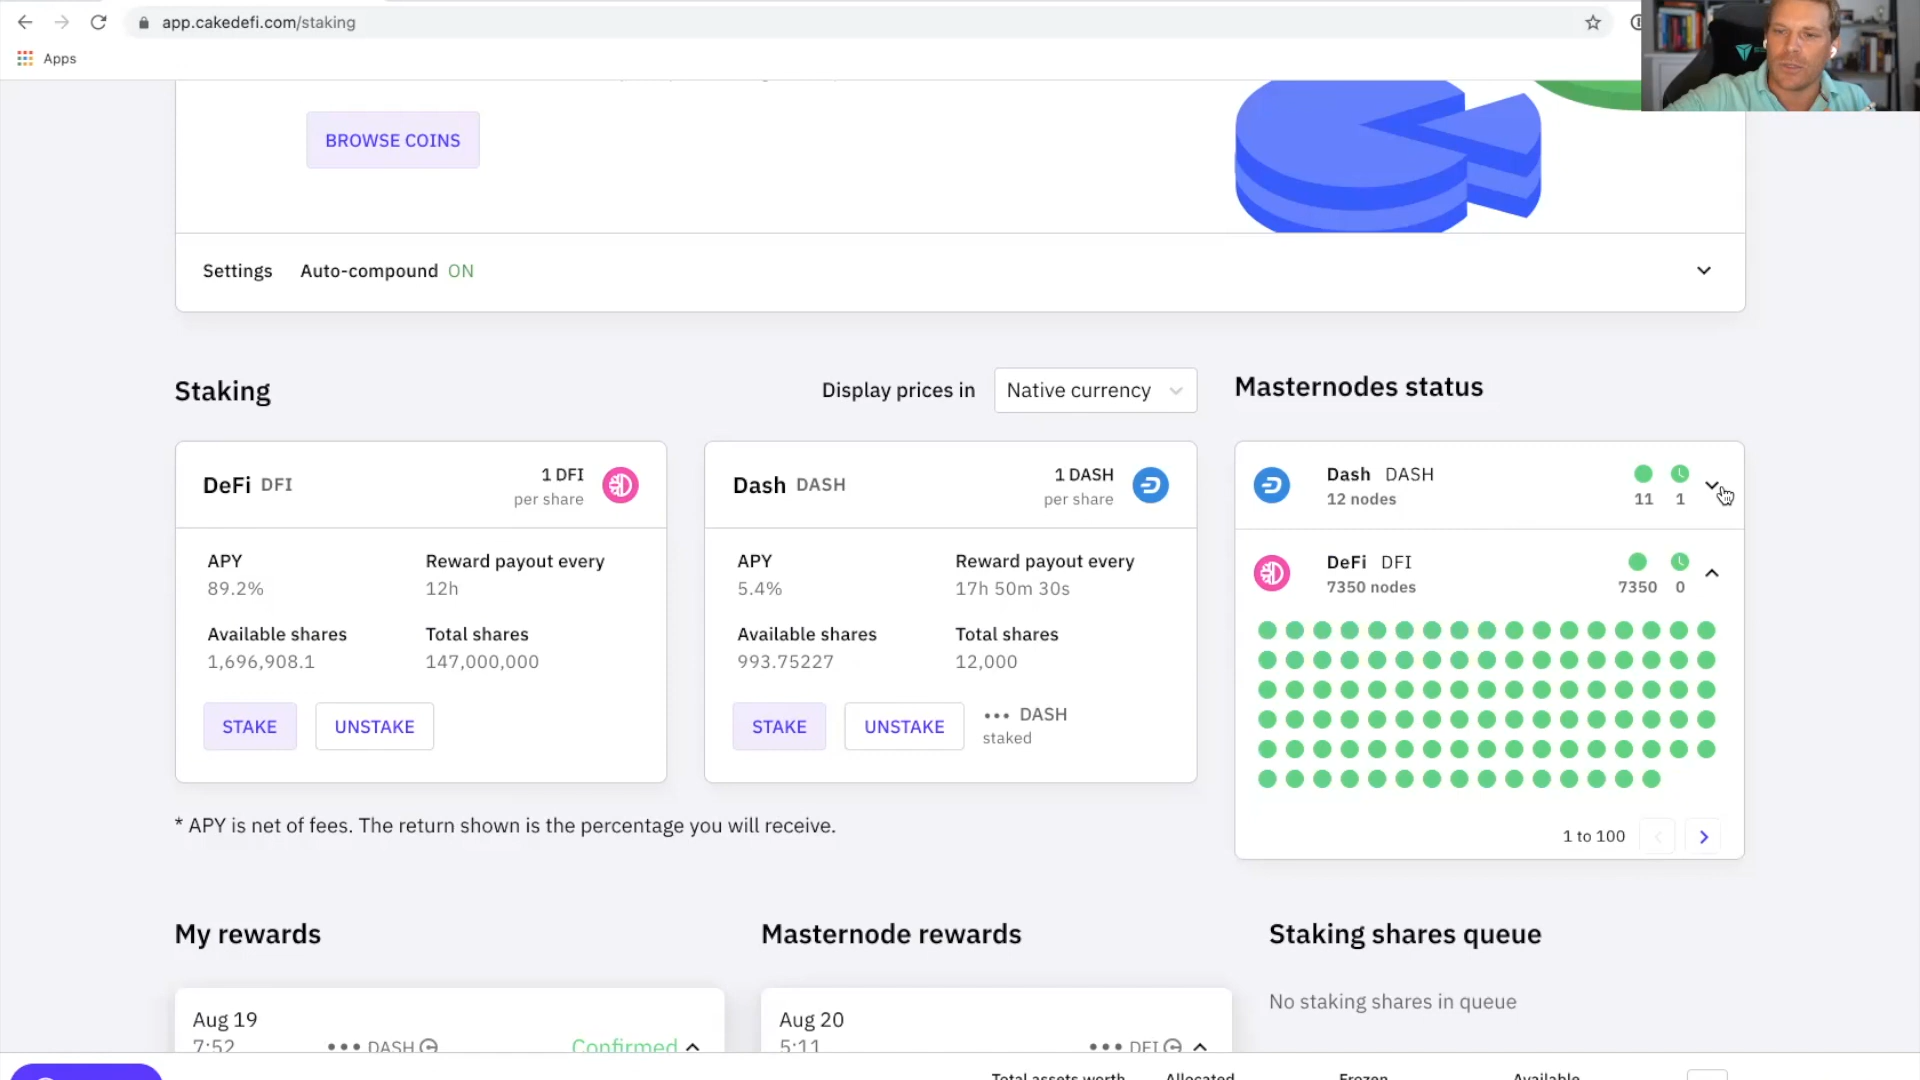 app.cakedefi.com/staking
Apps
BROWSE COINS
Settings Auto-compound ON
Staking
Display prices in Native currency
Masternodes status
DeFi DFI
1 DFI
per share
APY
89.2%
Reward payout every
12h
Available shares
1,696,908.1
Total shares
147,000,000
STAKE UNSTAKE
Dash DASH
1 DASH
per share
APY
5.4%
Reward payout every
17h 50m 30s
Available shares
993.75227
Total shares
12,000
STAKE UNSTAKE
••• DASH
staked
Dash DASH
12 nodes
11 1
DeFi DFI
7350 nodes
7350 0
1 to 100
* APY is net of fees. The return shown is the percentage you will receive.
My rewards
Aug 19
7:52 ••• DASH Confirmed
Masternode rewards
Aug 20
5:11 ••• DFI
Staking shares queue
No staking shares in queue
Total assets worth Allocated Frozen Available